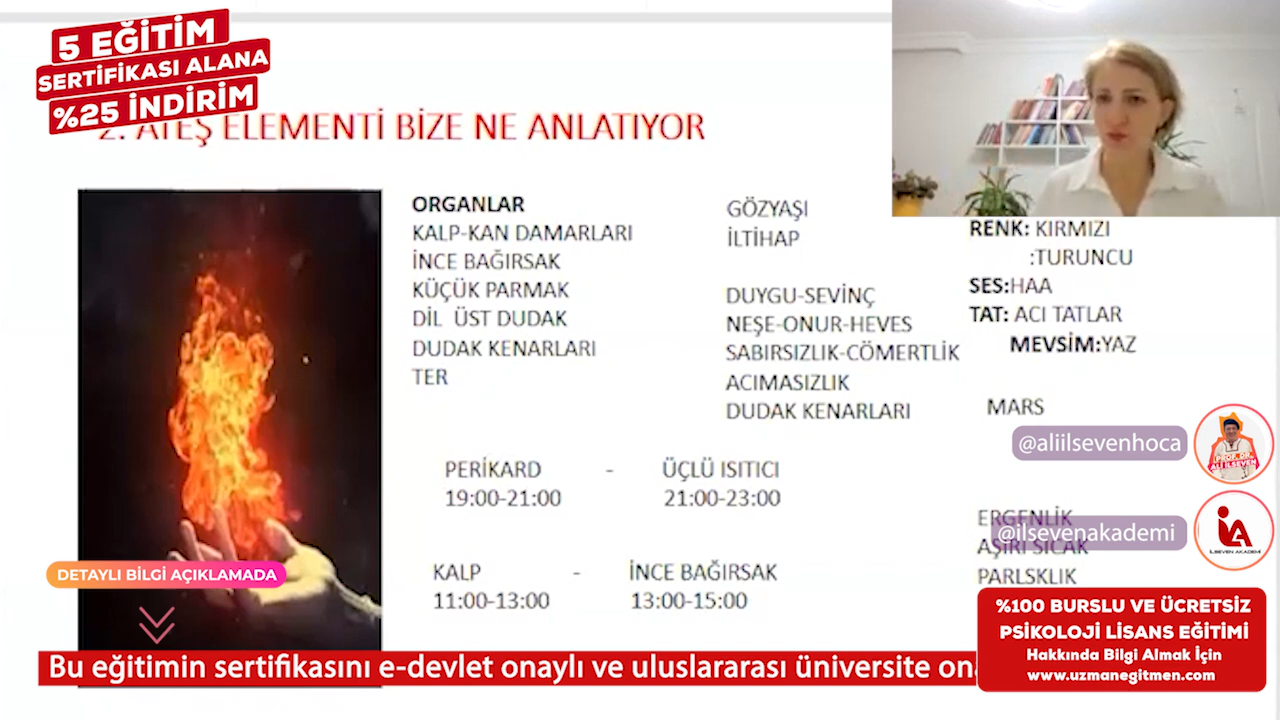 5 EĞİTİM
SERTİFİKASI ALANA
%25 İNDİRİM
2. ATEŞ ELEMENTİ BİZE NE ANLATIYOR
ORGANLAR
KALP-KAN DAMARLARI
İNCE BAĞIRSAK
KÜÇÜK PARMAK
DİL ÜST DUDAK
DUDAK KENARLARI
TER
GÖZYAŞI
İLTİHAP
DUYGU-SEVİNÇ
NEŞE-ONUR-HEVES
SABIRSIZLIK-CÖMERTLİK
ACIMASIZLIK
DUDAK KENARLARI
RENK: KIRMIZI
:TURUNCU
SES:HAA
TAT: ACI TATLAR
MEVSİM:YAZ
MARS
@aliilsevenhoca
PROF. DR.
ALİ İLSEVEN
PERİKARD - ÜÇLÜ ISITICI
19:00-21:00 21:00-23:00
ERGENLİK
@ilsevenakademi
İLSEVEN AKADEMİ
AŞIRI SICAK
PARLSKLIK
KALP - İNCE BAĞIRSAK
11:00-13:00 13:00-15:00
DETAYLI BİLGİ AÇIKLAMADA
%100 BURSLU VE ÜCRETSİZ
PSİKOLOJİ LİSANS EĞİTİMİ
Hakkında Bilgi Almak İçin
www.uzmanegitmen.com
Bu eğitimin sertifikasını e-devlet onaylı ve uluslararası üniversite